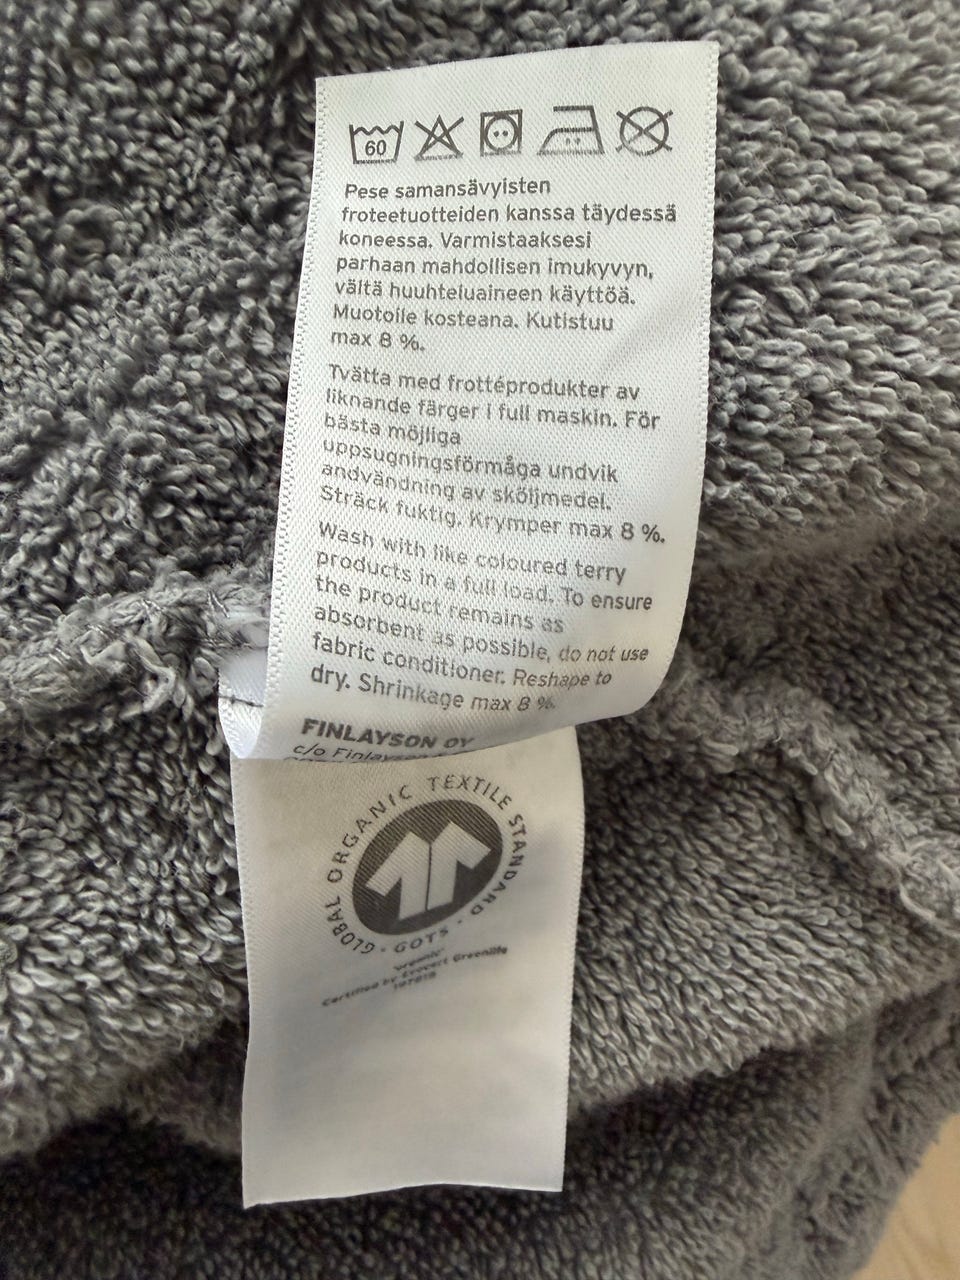 60
Pese samansävyisten
froteetuotteiden kanssa täydessä
koneessa. Varmistaaksesi
parhaan mahdollisen imukyvyn,
vältä huuhteluaineen käyttöä.
Muotoile kosteana. Kutistuu
max 8 %.
Tvätta med frottéprodukter av
liknande färger i full maskin. För
bästa möjliga
uppsugningsförmåga undvik
andvändning av sköljmedel.
Sträck fuktig. Krymper max 8 %.
Wash with like coloured terry
products in a full load. To ensure
the product remains as
absorbent as possible, do not use
fabric conditioner. Reshape to
dry. Shrinkage max 8 %.
FINLAYSON OY
c/o Finlayson
GLOBAL ORGANIC TEXTILE STANDARD · GOTS ·
"organic"
Certified by Ecocert Greenlife